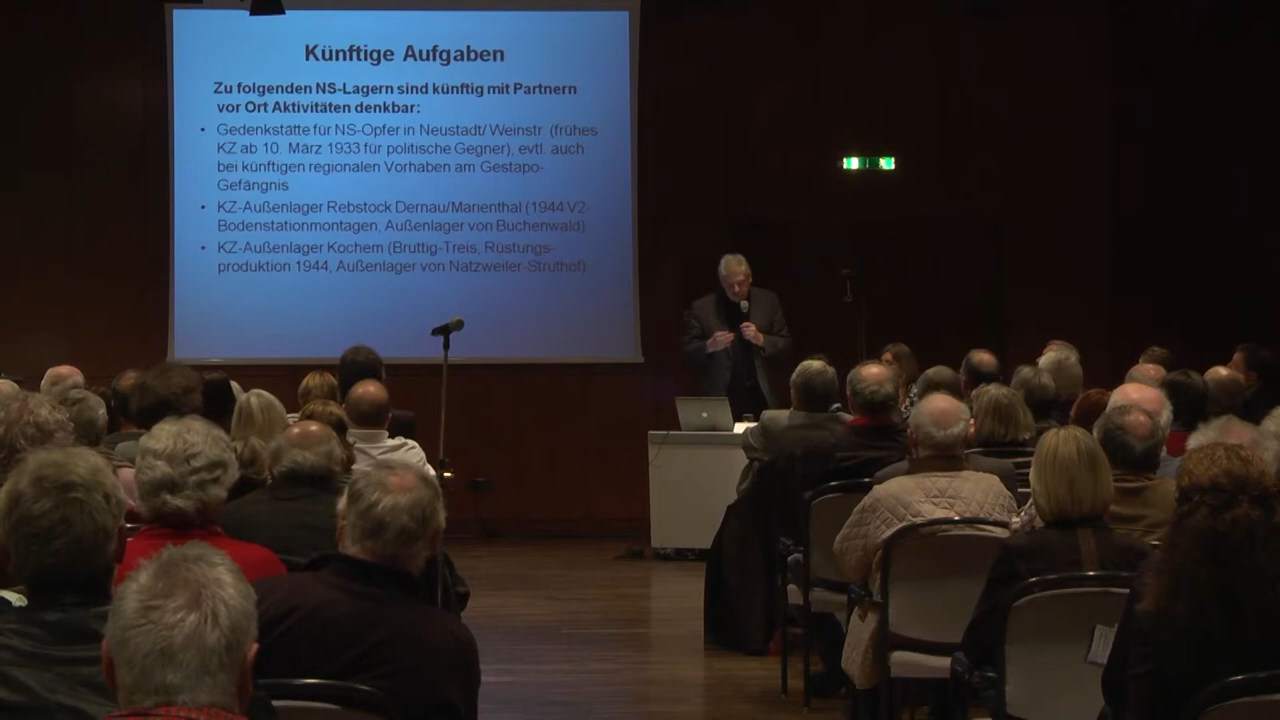 Künftige Aufgaben
Zu folgenden NS-Lagern sind künftig mit Partnern
vor Ort Aktivitäten denkbar:
• Gedenkstätte für NS-Opfer in Neustadt/ Weinstr. (frühes
KZ ab 10. März 1933 für politische Gegner), evtl. auch
bei künftigen regionalen Vorhaben am Gestapo-
Gefängnis
• KZ-Außenlager Rebstock Dernau/Marienthal (1944 V2-
Bodenstationmontagen, Außenlager von Buchenwald)
• KZ-Außenlager Kochem (Bruttig-Treis, Rüstungs-
produktion 1944, Außenlager von Natzweiler-Struthof)